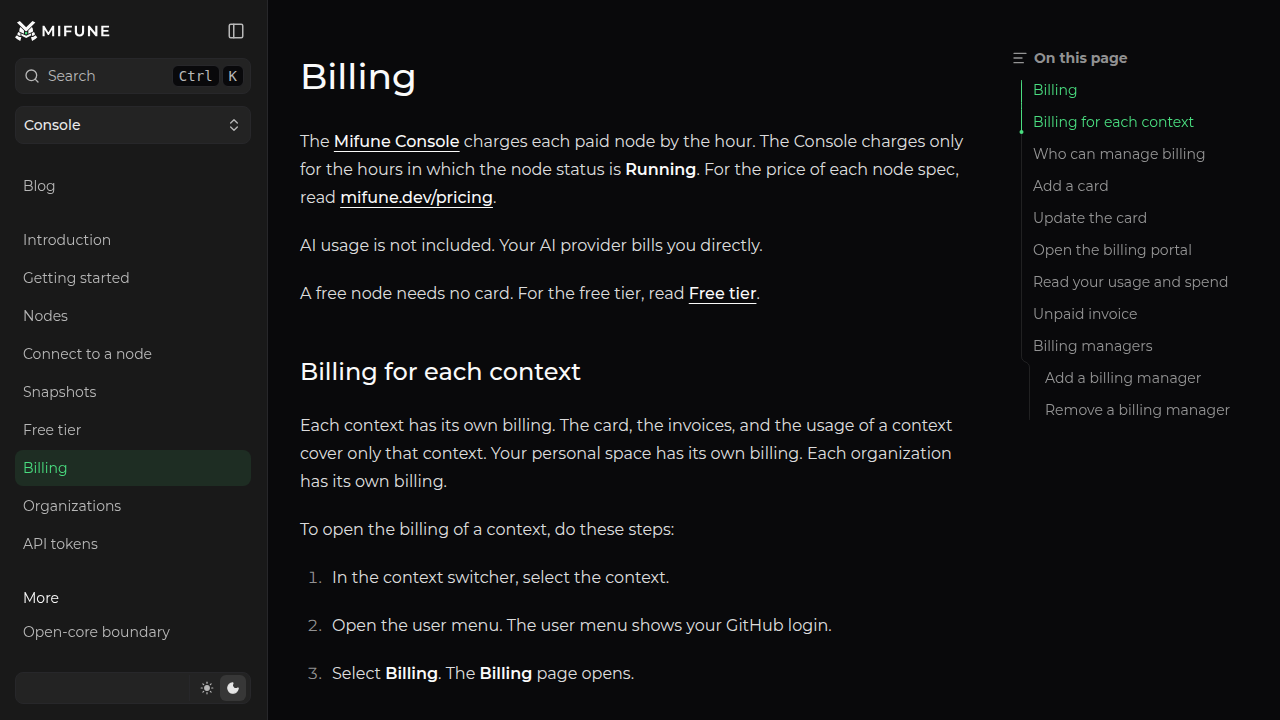 MIFUNE
Search Ctrl K
Console
Blog
Introduction
Getting started
Nodes
Connect to a node
Snapshots
Free tier
Billing
Organizations
API tokens
More
Open-core boundary
Billing
The Mifune Console charges each paid node by the hour. The Console charges only
for the hours in which the node status is Running. For the price of each node spec,
read mifune.dev/pricing.
AI usage is not included. Your AI provider bills you directly.
A free node needs no card. For the free tier, read Free tier.
Billing for each context
Each context has its own billing. The card, the invoices, and the usage of a context
cover only that context. Your personal space has its own billing. Each organization
has its own billing.
To open the billing of a context, do these steps:
1. In the context switcher, select the context.
2. Open the user menu. The user menu shows your GitHub login.
3. Select Billing. The Billing page opens.
On this page
Billing
Billing for each context
Who can manage billing
Add a card
Update the card
Open the billing portal
Read your usage and spend
Unpaid invoice
Billing managers
Add a billing manager
Remove a billing manager